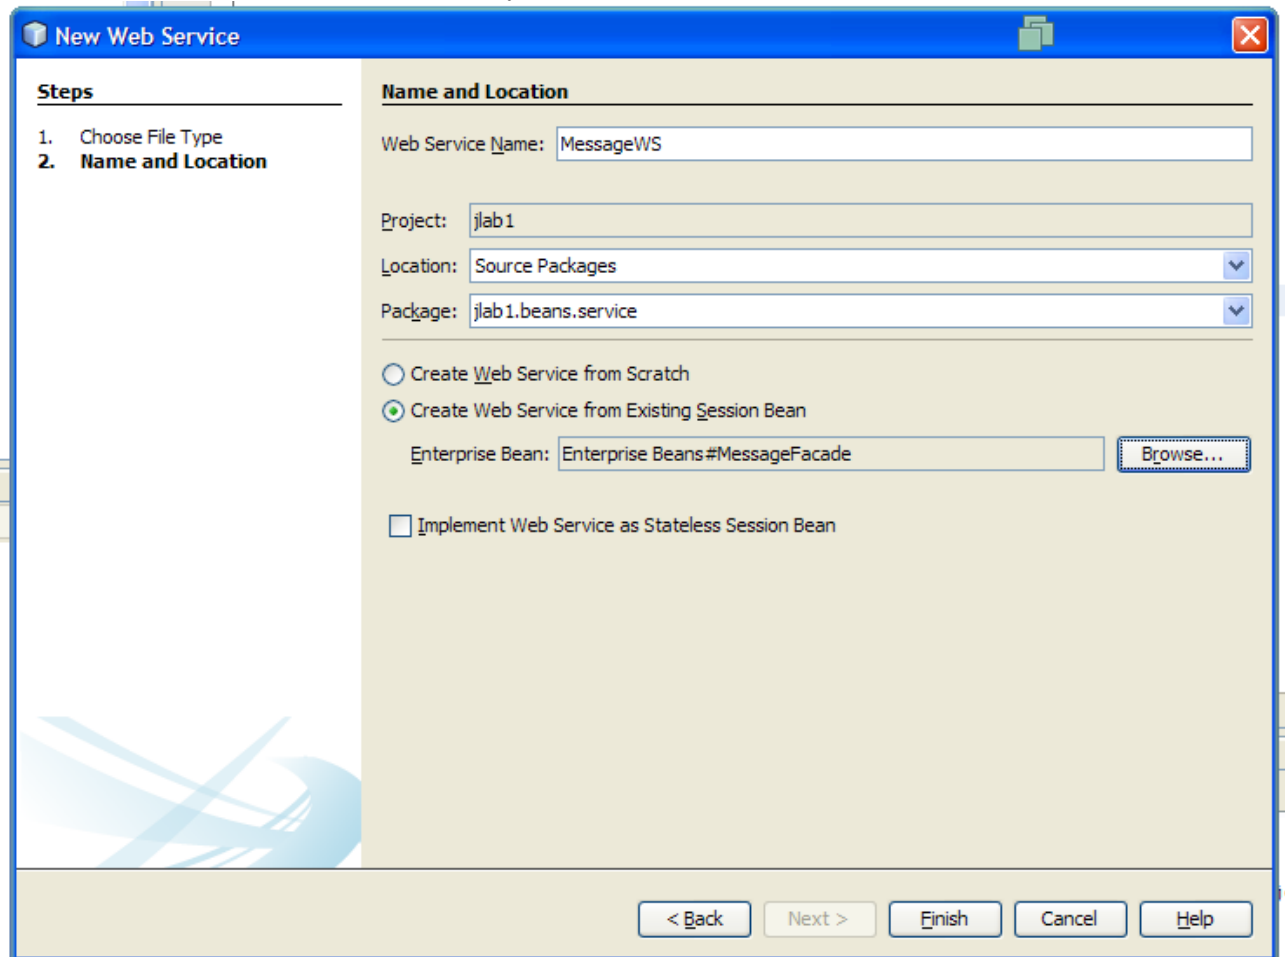 New Web Service
Steps
1. Choose File Type
2. Name and Location
Name and Location
Web Service Name: MessageWS
Project: jlab1
Location: Source Packages
Package: jlab1.beans.service
Create Web Service from Scratch
Create Web Service from Existing Session Bean
Enterprise Bean: Enterprise Beans#MessageFacade Browse...
Implement Web Service as Stateless Session Bean
< Back Next > Finish Cancel Help